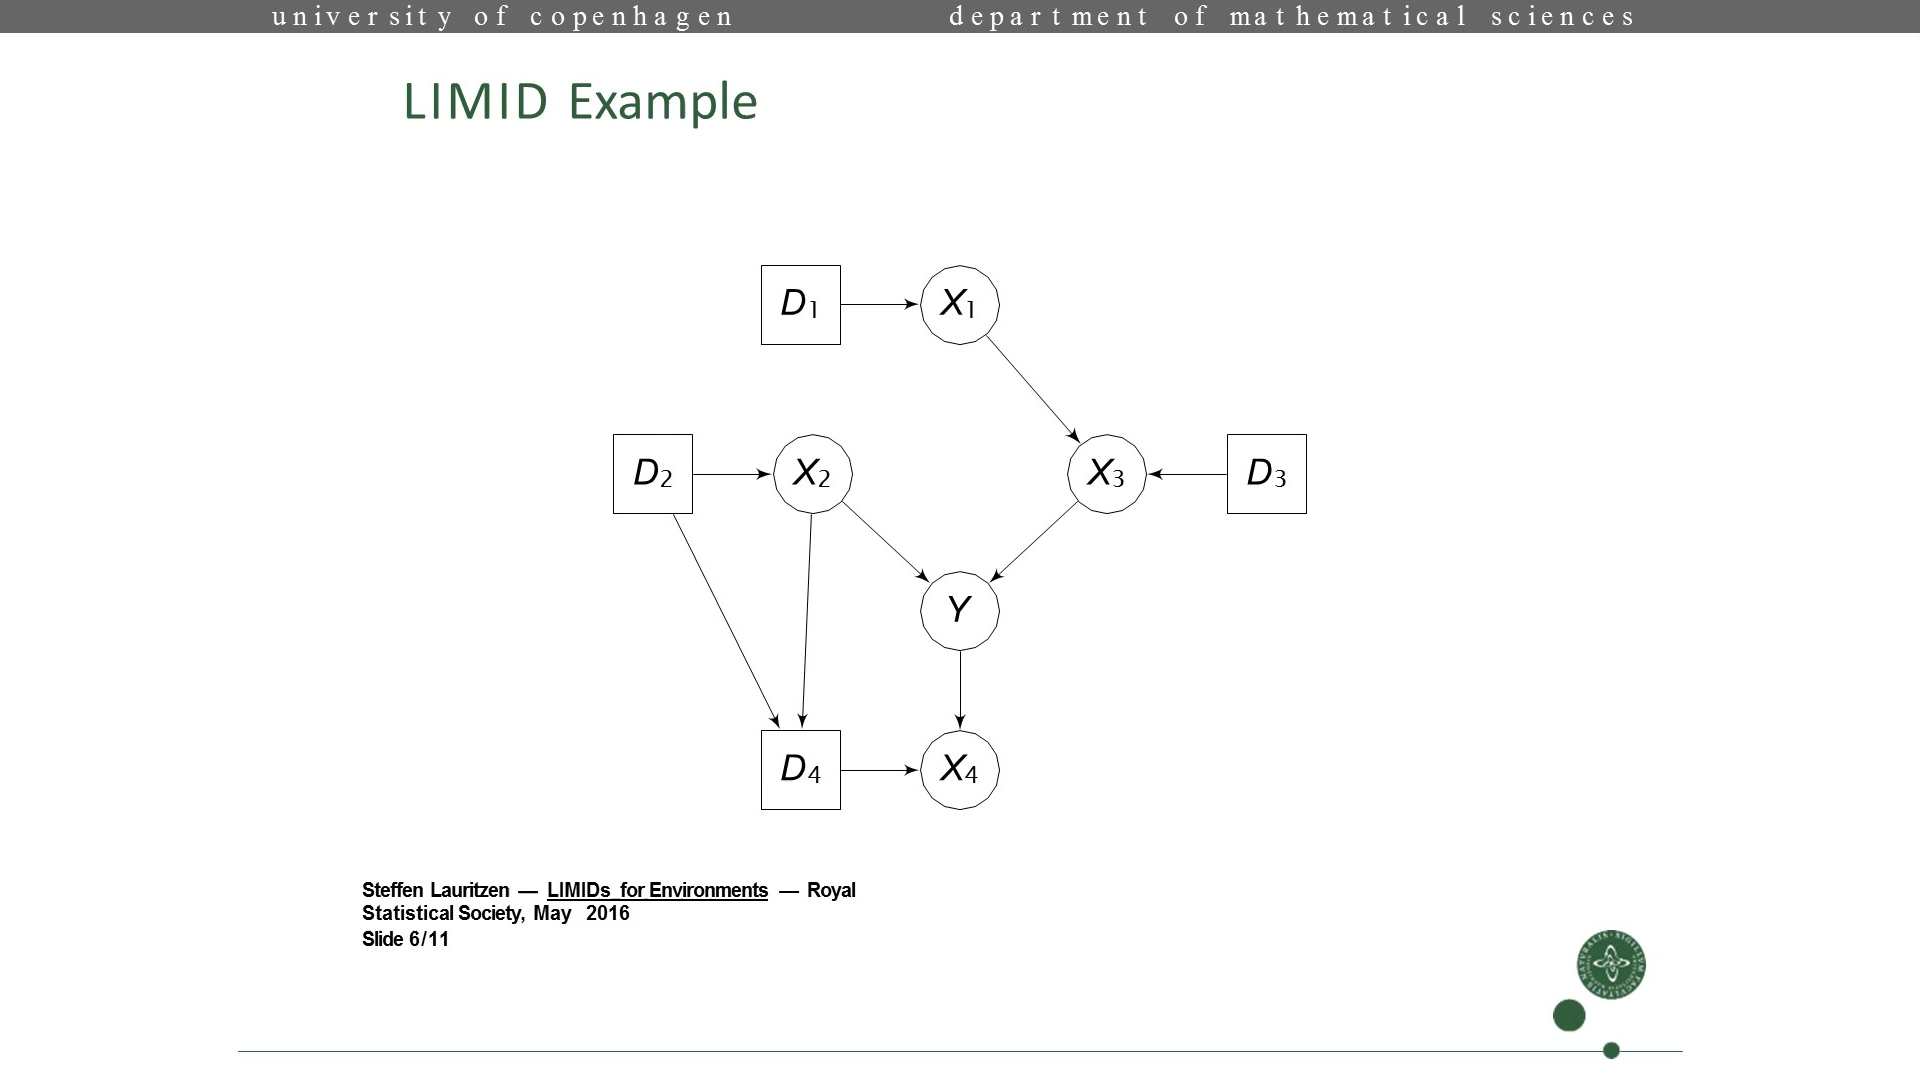 university of copenhagen department of mathematical sciences
LIMID Example
D1 X1
D2 X2 X3 D3
Y
D4 X4
Steffen Lauritzen — LIMIDs for Environments — Royal
Statistical Society, May 2016
Slide 6/11